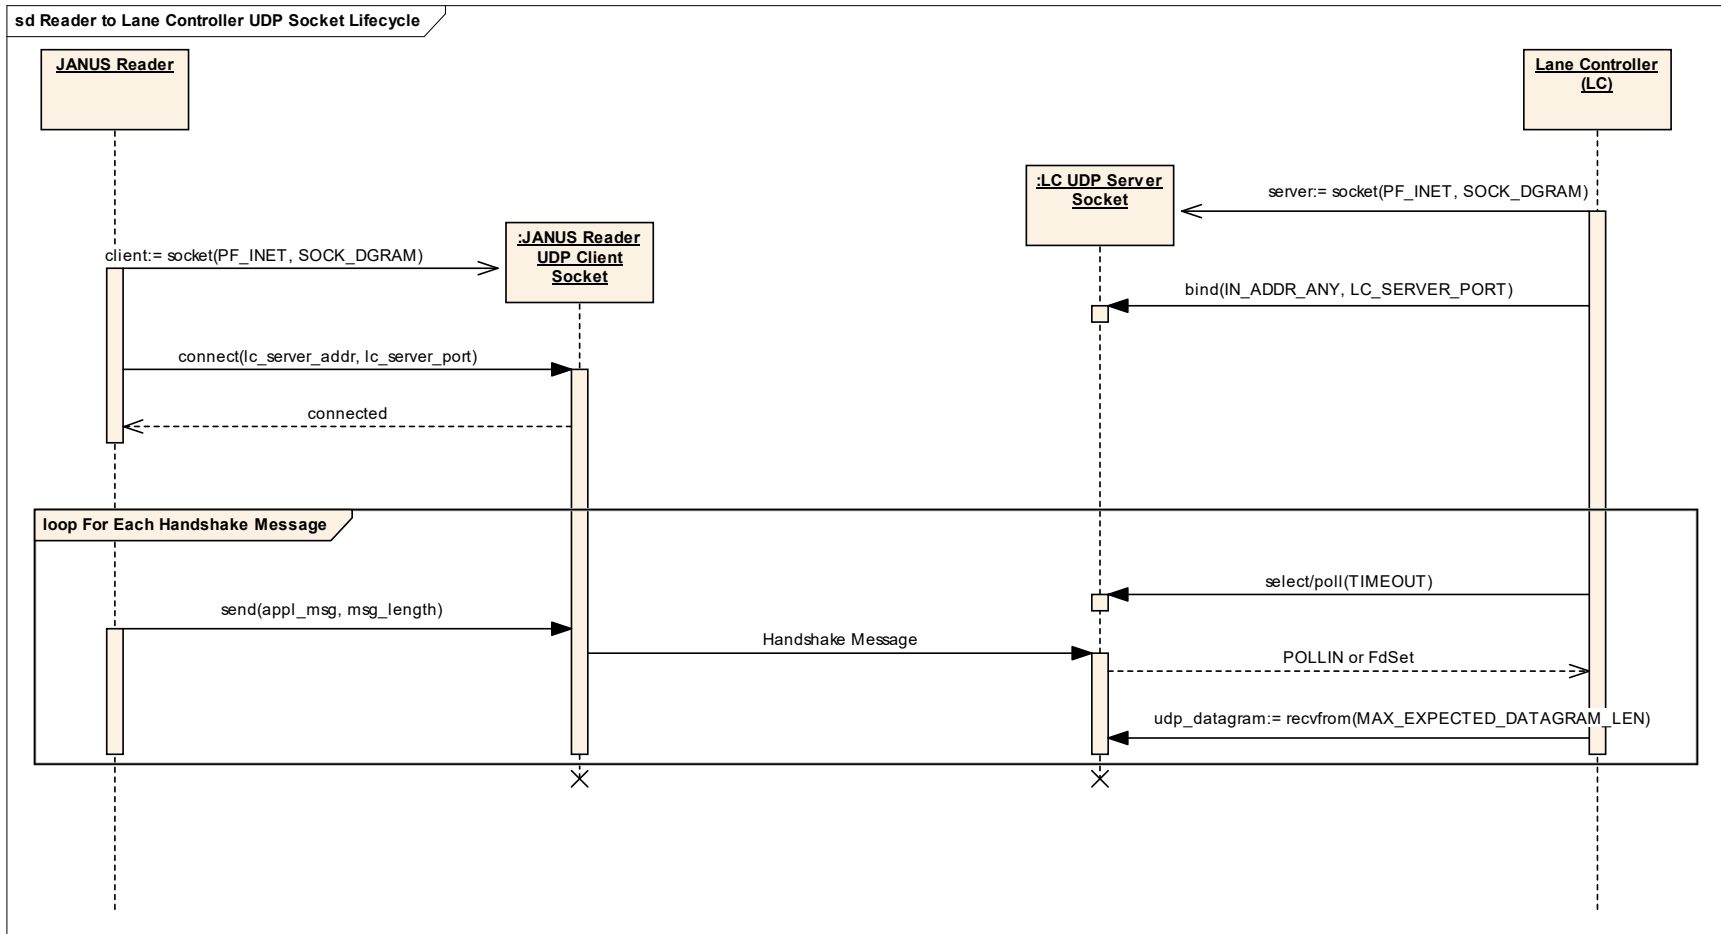 sd Reader to Lane Controller UDP Socket Lifecycle
JANUS Reader
Lane Controller
(LC)
:LC UDP Server
Socket
server:= socket(PF_INET, SOCK_DGRAM)
:JANUS Reader
UDP Client
Socket
client:= socket(PF_INET, SOCK_DGRAM)
bind(IN_ADDR_ANY, LC_SERVER_PORT)
connect(lc_server_addr, lc_server_port)
connected
loop For Each Handshake Message
select/poll(TIMEOUT)
send(appl_msg, msg_length)
Handshake Message
POLLIN or FdSet
udp_datagram:= recvfrom(MAX_EXPECTED_DATAGRAM_LEN)